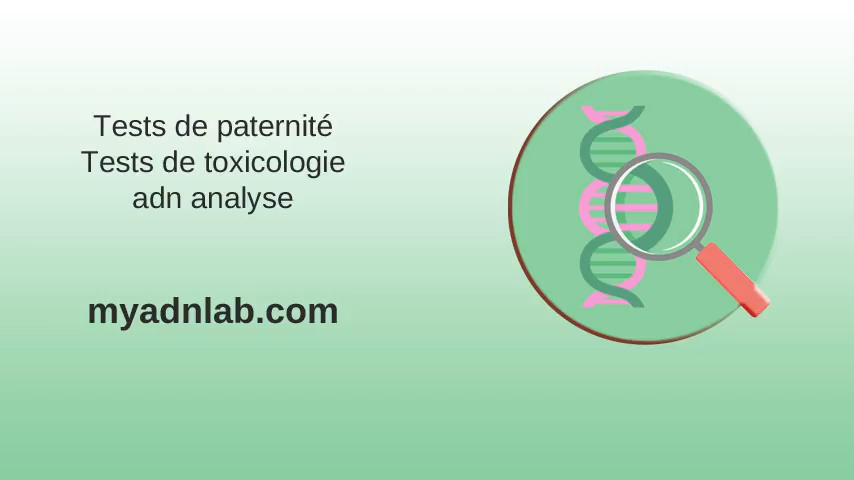 Tests de paternité
Tests de toxicologie
adn analyse
myadnlab.com